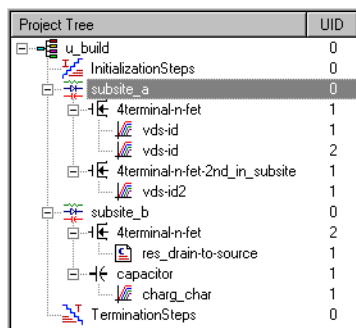 Project Tree UID
u_build 0
InitializationSteps 0
subsite_a 0
4terminal-n-fet 1
vds-id 1
vds-id 2
4terminal-n-fet-2nd_in_subsite 1
vds-id2 1
subsite_b 0
4terminal-n-fet 2
res_drain-to-source 1
capacitor 1
charg_char 1
TerminationSteps 0